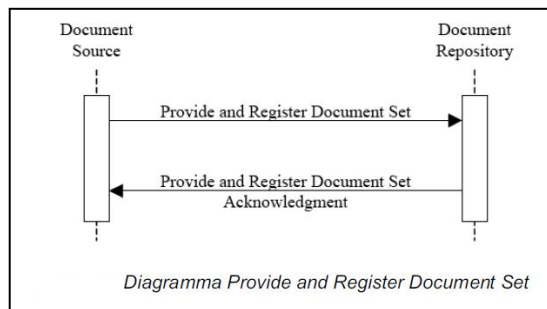 Document
Source
Document
Repository
Provide and Register Document Set
Provide and Register Document Set
Acknowledgment
Diagramma Provide and Register Document Set